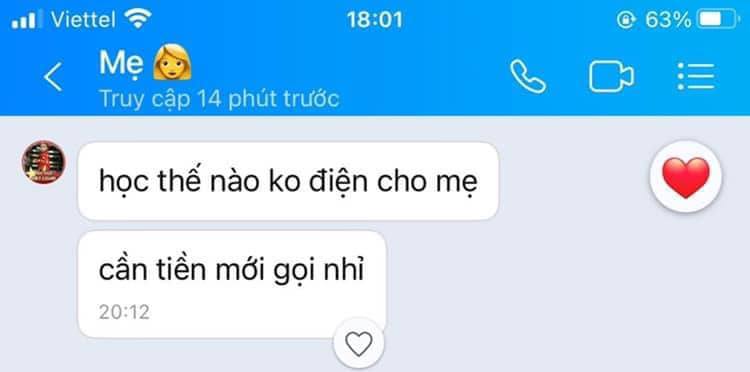 Viettel 18:01 63%
Mẹ
Truy cập 14 phút trước
học thế nào ko điện cho mẹ
cần tiền mới gọi nhỉ
20:12